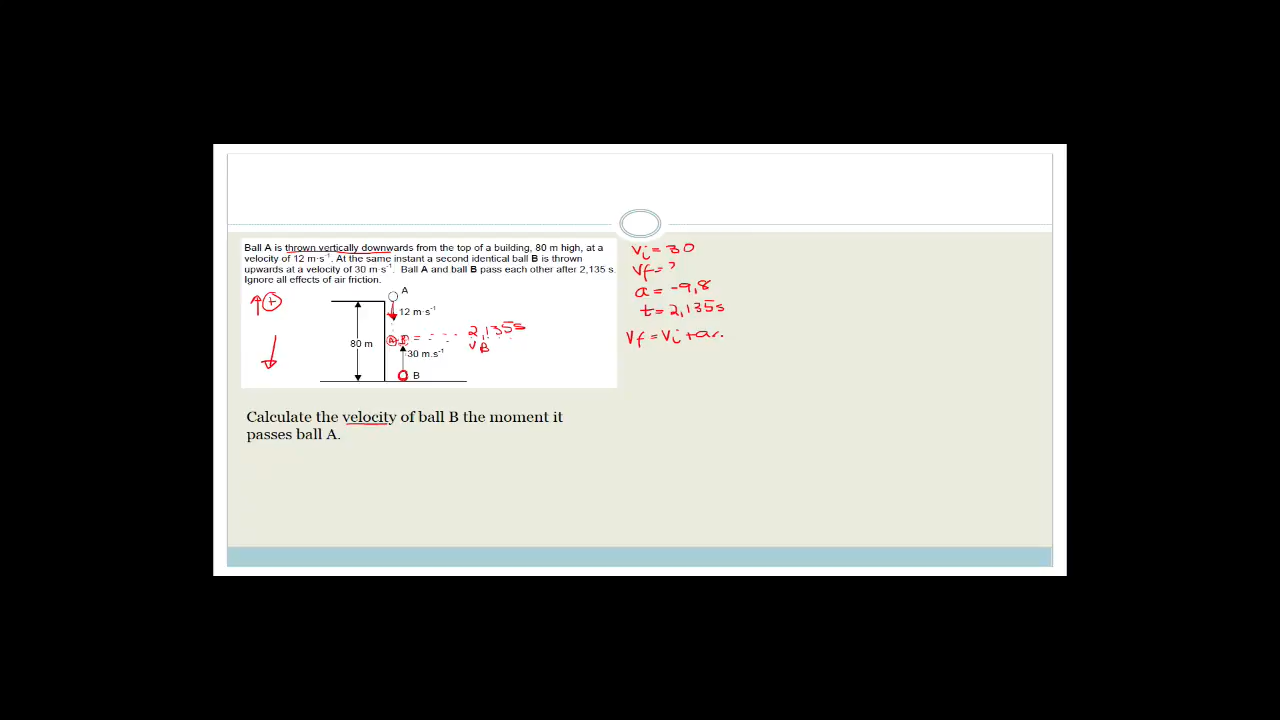 Ball A is thrown vertically downwards from the top of a building, 80 m high, at a
velocity of 12 m·s⁻¹. At the same instant a second identical ball B is thrown
upwards at a velocity of 30 m·s⁻¹. Ball A and ball B pass each other after 2,135 s.
Ignore all effects of air friction.
+
A
12 m·s⁻¹
80 m
A B = 2,135s
VB
30 m.s⁻¹
B
Calculate the velocity of ball B the moment it
passes ball A.
Vi = 30
Vf = ?
a = -9,8
t = 2,135s
Vf = Vi + a